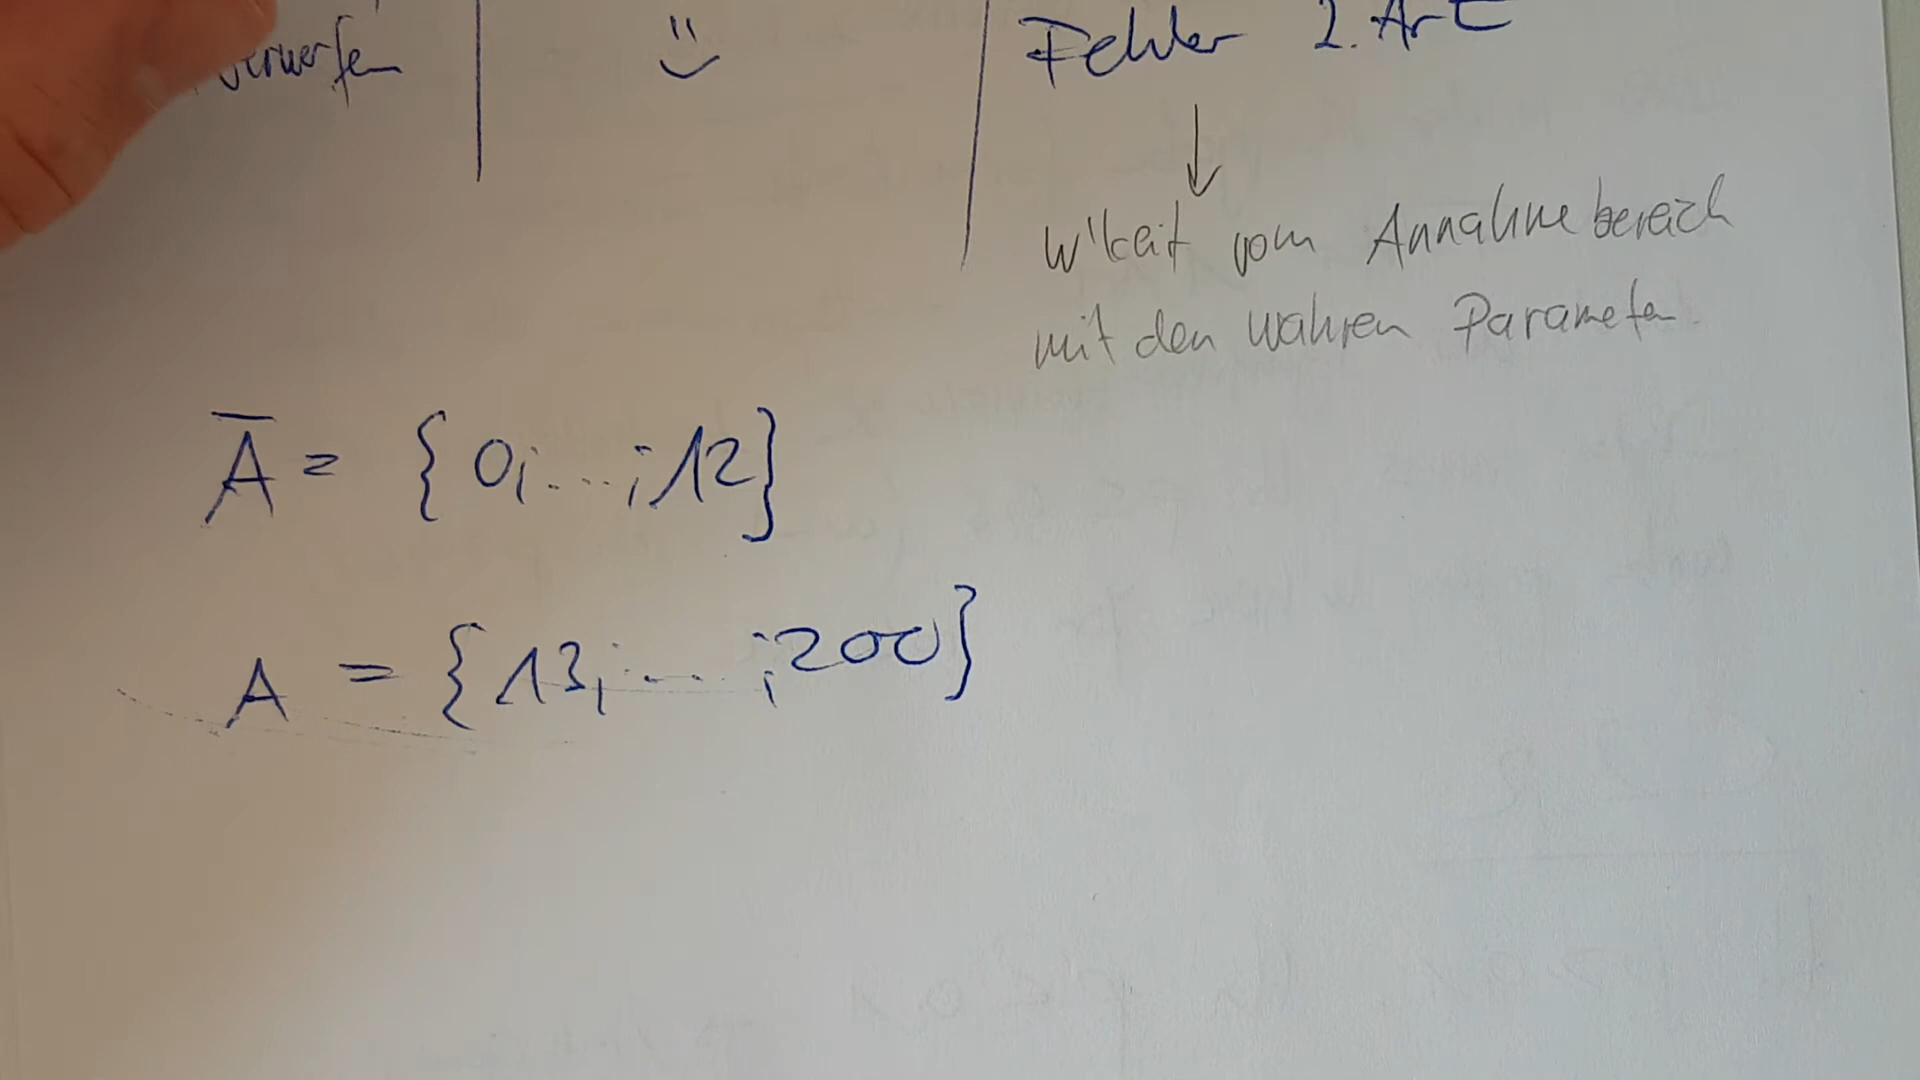 verwerfen Fehler 2. Art
W'keit vom Annahmebereich
mit den wahren Parameter
A̅ = { 0; ... ; 12}
A = { 13; ... ; 200}